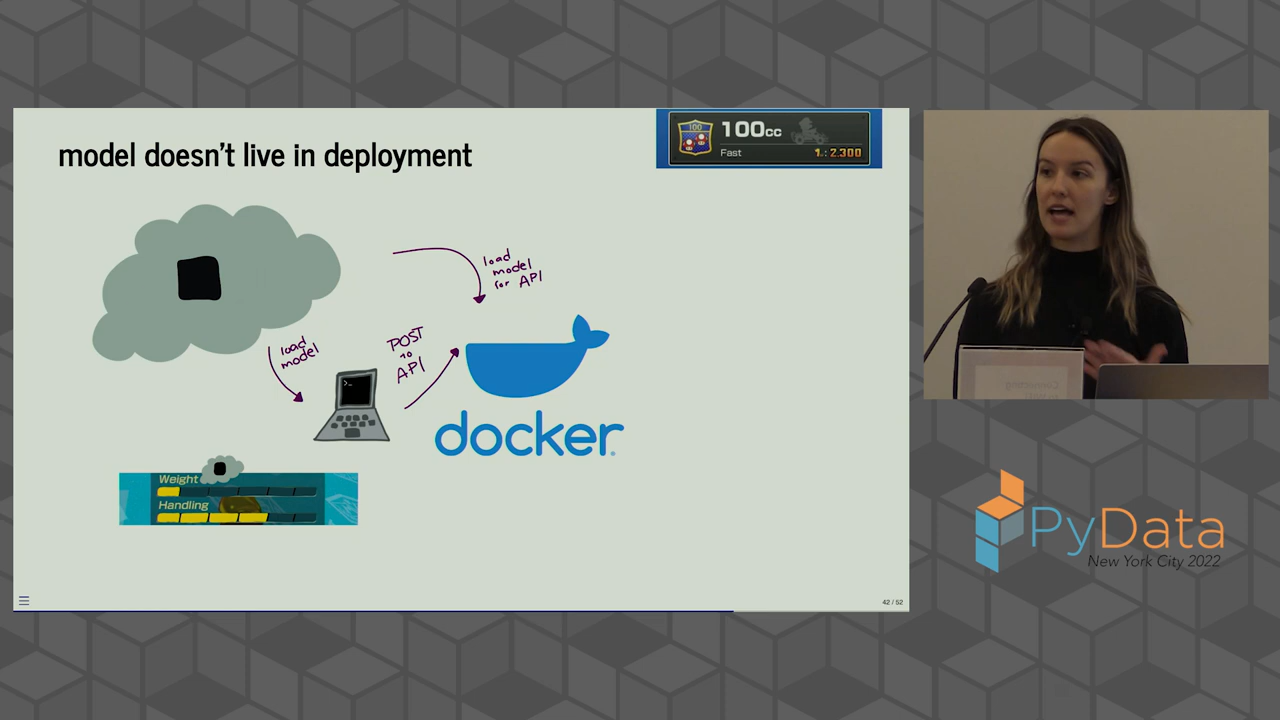 model doesn't live in deployment
100
100cc
Fast
1.: 2.300
load
model
for API
load
model
POST
to
API
>_
docker
Weight
Handling
42 / 52
PyData
New York City 2022